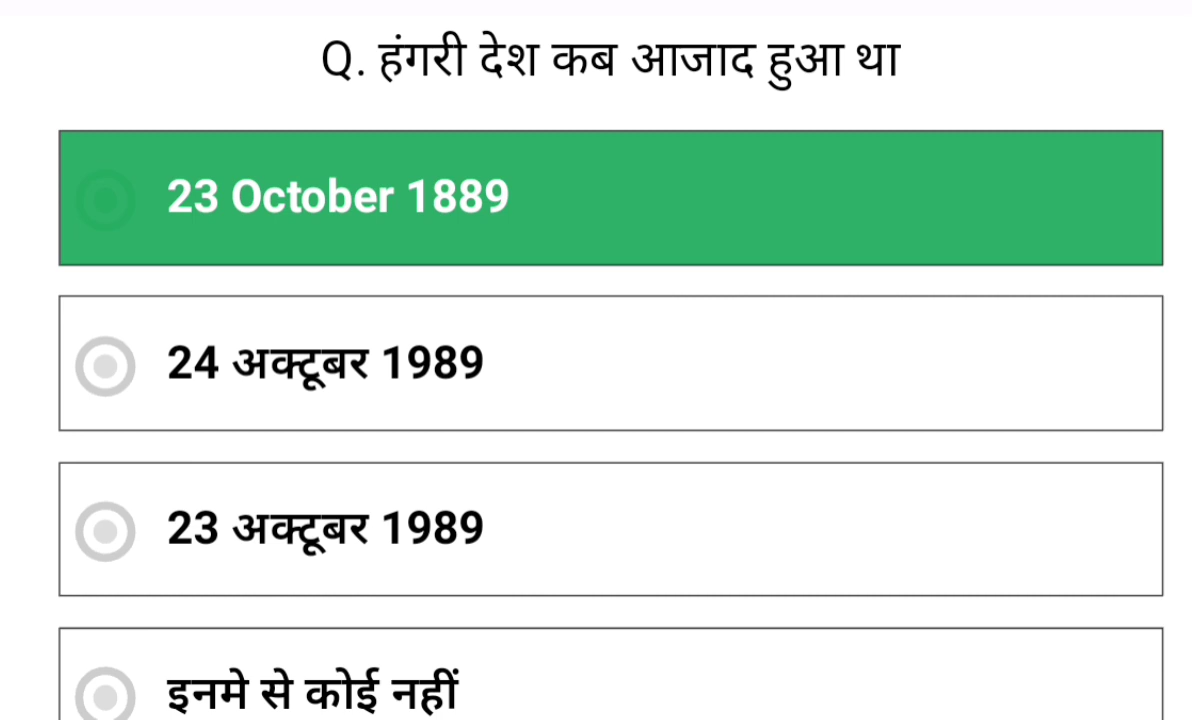 Q. हंगरी देश कब आजाद हुआ था
23 October 1889
24 अक्टूबर 1989
23 अक्टूबर 1989
इनमे से कोई नहीं